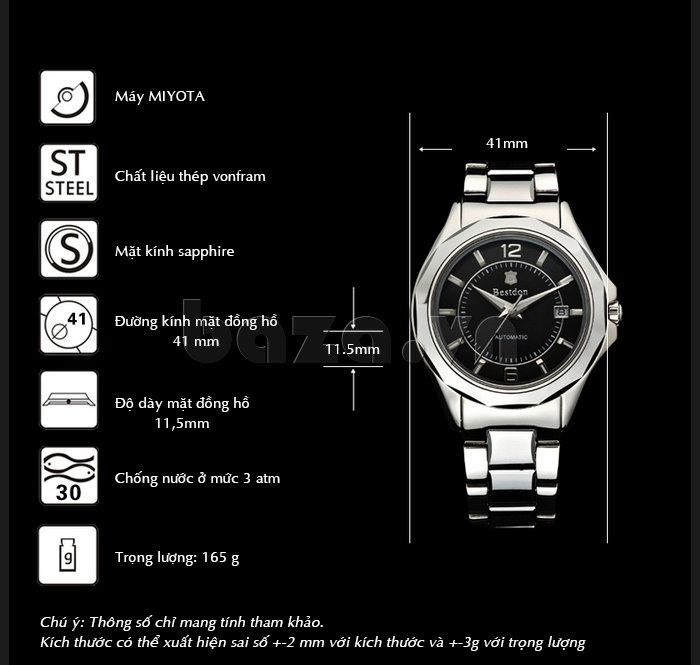 Máy MIYOTA
ST
STEEL
Chất liệu thép vonfram
S
Mặt kính sapphire
41
Đường kính mặt đồng hồ
41 mm
Độ dày mặt đồng hồ
11,5mm
30
Chống nước ở mức 3 atm
g
Trọng lượng: 165 g
41mm
11.5mm
12
Bestdon
8
AUTOMATIC
6
baza.vn
Chú ý: Thông số chỉ mang tính tham khảo.
Kích thước có thể xuất hiện sai số +-2 mm với kích thước và +-3g với trọng lượng